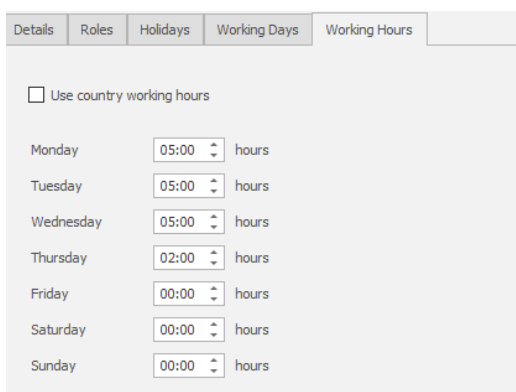 Details Roles Holidays Working Days Working Hours
Use country working hours
Monday 05:00 hours
Tuesday 05:00 hours
Wednesday 05:00 hours
Thursday 02:00 hours
Friday 00:00 hours
Saturday 00:00 hours
Sunday 00:00 hours